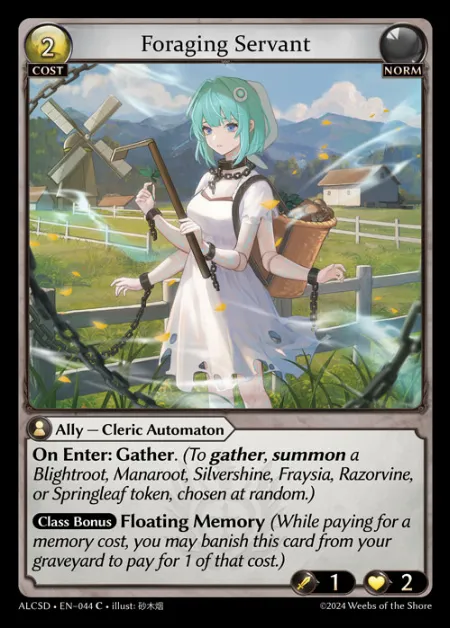 2
Foraging Servant
COST
NORM
Ally — Cleric Automaton
On Enter: Gather. (To gather, summon a
Blightroot, Manaroot, Silvershine, Fraysia, Razorvine,
or Springleaf token, chosen at random.)
Class Bonus Floating Memory (While paying for a
memory cost, you may banish this card from your
graveyard to pay for 1 of that cost.)
1
2
ALCSD • EN-044 C • illust: 砂木烟
©2024 Weebs of the Shore